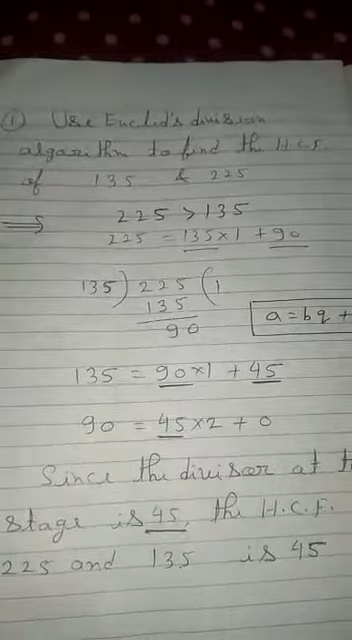 ① Use Euclid's division
algorithm to find the H.C.F.
of 135 & 225
⇒ 225 > 135
225 = 135×1 + 90
135) 225 (1
135
90
a = bq +
135 = 90×1 + 45
90 = 45×2 + 0
Since the divisor at
stage is 45, the H.C.F.
225 and 135 is 45